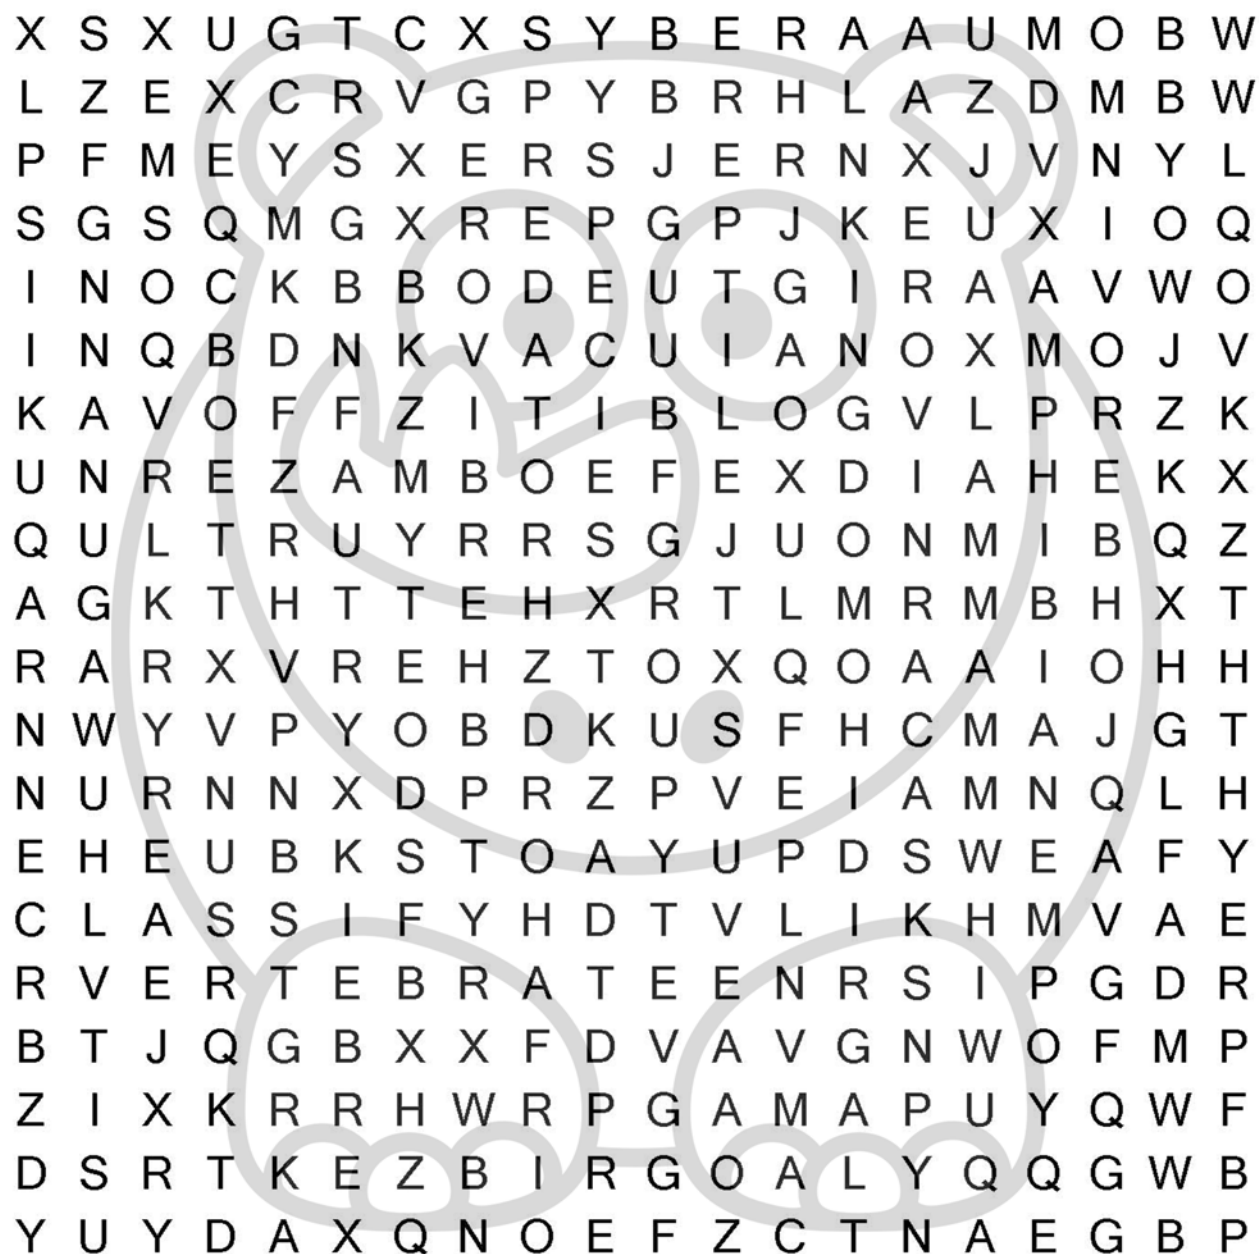 X S X U G T C X S Y B E R A A U M O B W
L Z E X C R V G P Y B R H L A Z D M B W
P F M E Y S X E R S J E R N X J V N Y L
S G S Q M G X R E P G P J K E U X I O Q
I N O C K B B O D E U T G I R A A V W O
I N Q B D N K V A C U I A N O X M O J V
K A V O F F Z I T I B L O G V L P R Z K
U N R E Z A M B O E F E X D I A H E K X
Q U L T R U Y R R S G J U O N M I B Q Z
A G K T H T T E H X R T L M R M B H X T
R A R X V R E H Z T O X Q O A A I O H H
N W Y V P Y O B D K U S F H C M A J G T
N U R N N X D P R Z P V E I A M N Q L H
E H E U B K S T O A Y U P D S W E A F Y
C L A S S I F Y H D T V L I K H M V A E
R V E R T E B R A T E E N R S I P G D R
B T J Q G B X X F D V A V G N W O F M P
Z I X K R R H W R P G A M A P U Y Q W F
D S R T K E Z B I R G O A L Y Q Q G W B
Y U Y D A X Q N O E F Z C T N A E G B P